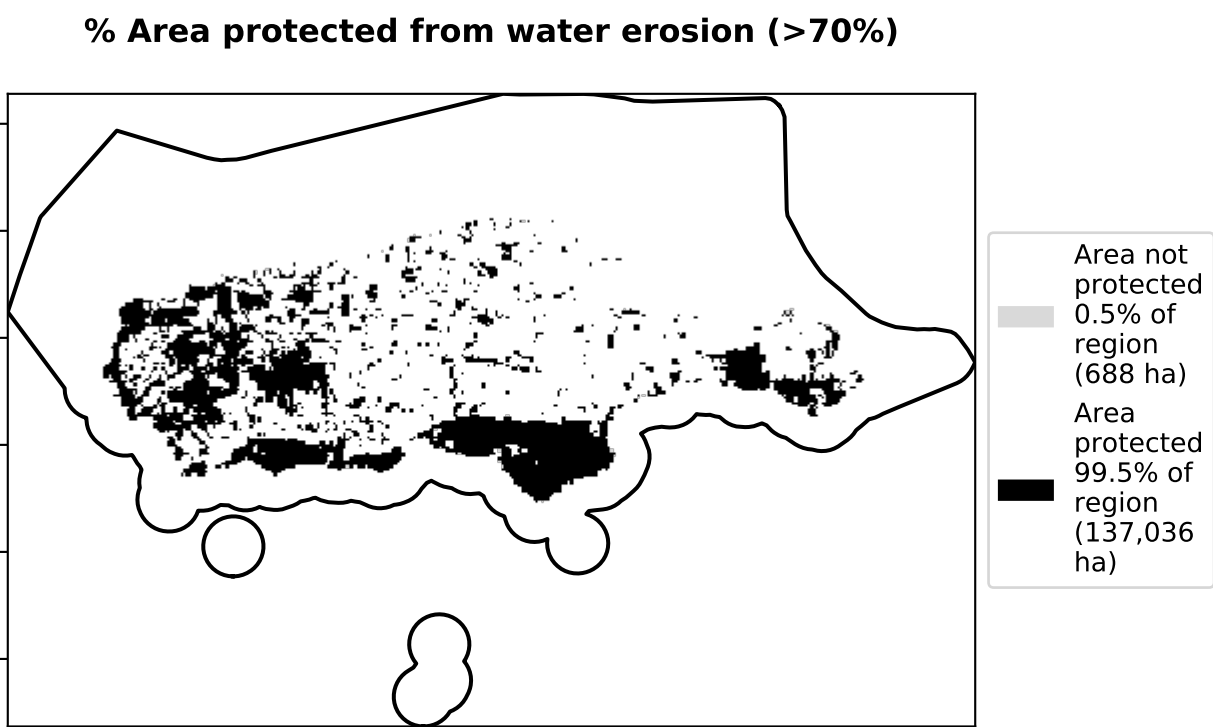 % Area protected from water erosion (>70%)
Area not
protected
0.5% of
region
(688 ha)
Area
protected
99.5% of
region
(137,036
ha)